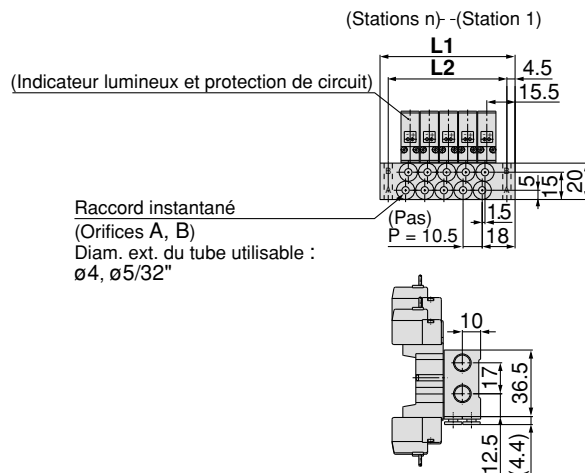 (Stations n)- -(Station 1)
L1
L2
4.5
(Indicateur lumineux et protection de circuit)
15.5
B
B
A
A
5
15
20
Raccord instantané
(Orifices A, B)
Diam. ext. du tube utilisable :
ø4, ø5/32"
(Pas)
P = 10.5
1.5
18
10
17
36.5
12.5
(4.4)